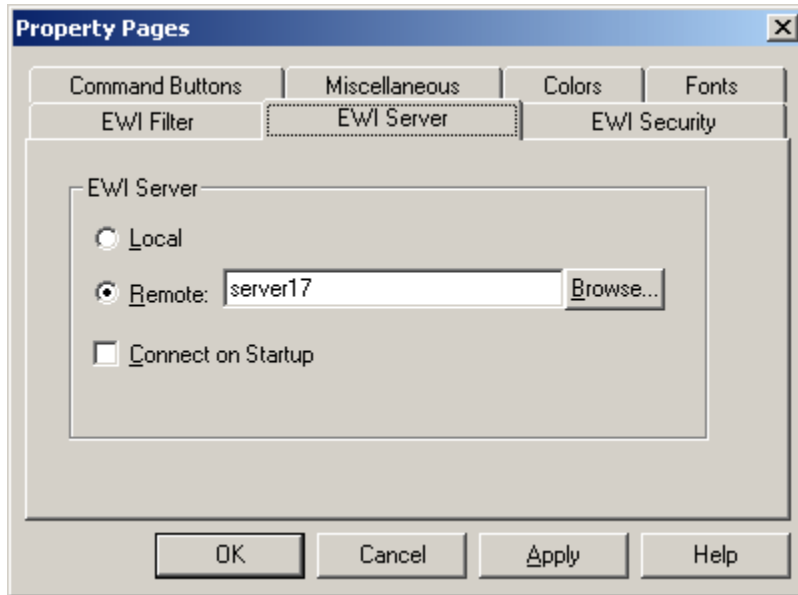 Property Pages
Command Buttons Miscellaneous Colors Fonts
EWI Filter EWI Server EWI Security
EWI Server
Local
Remote: server17 Browse...
Connect on Startup
OK Cancel Apply Help